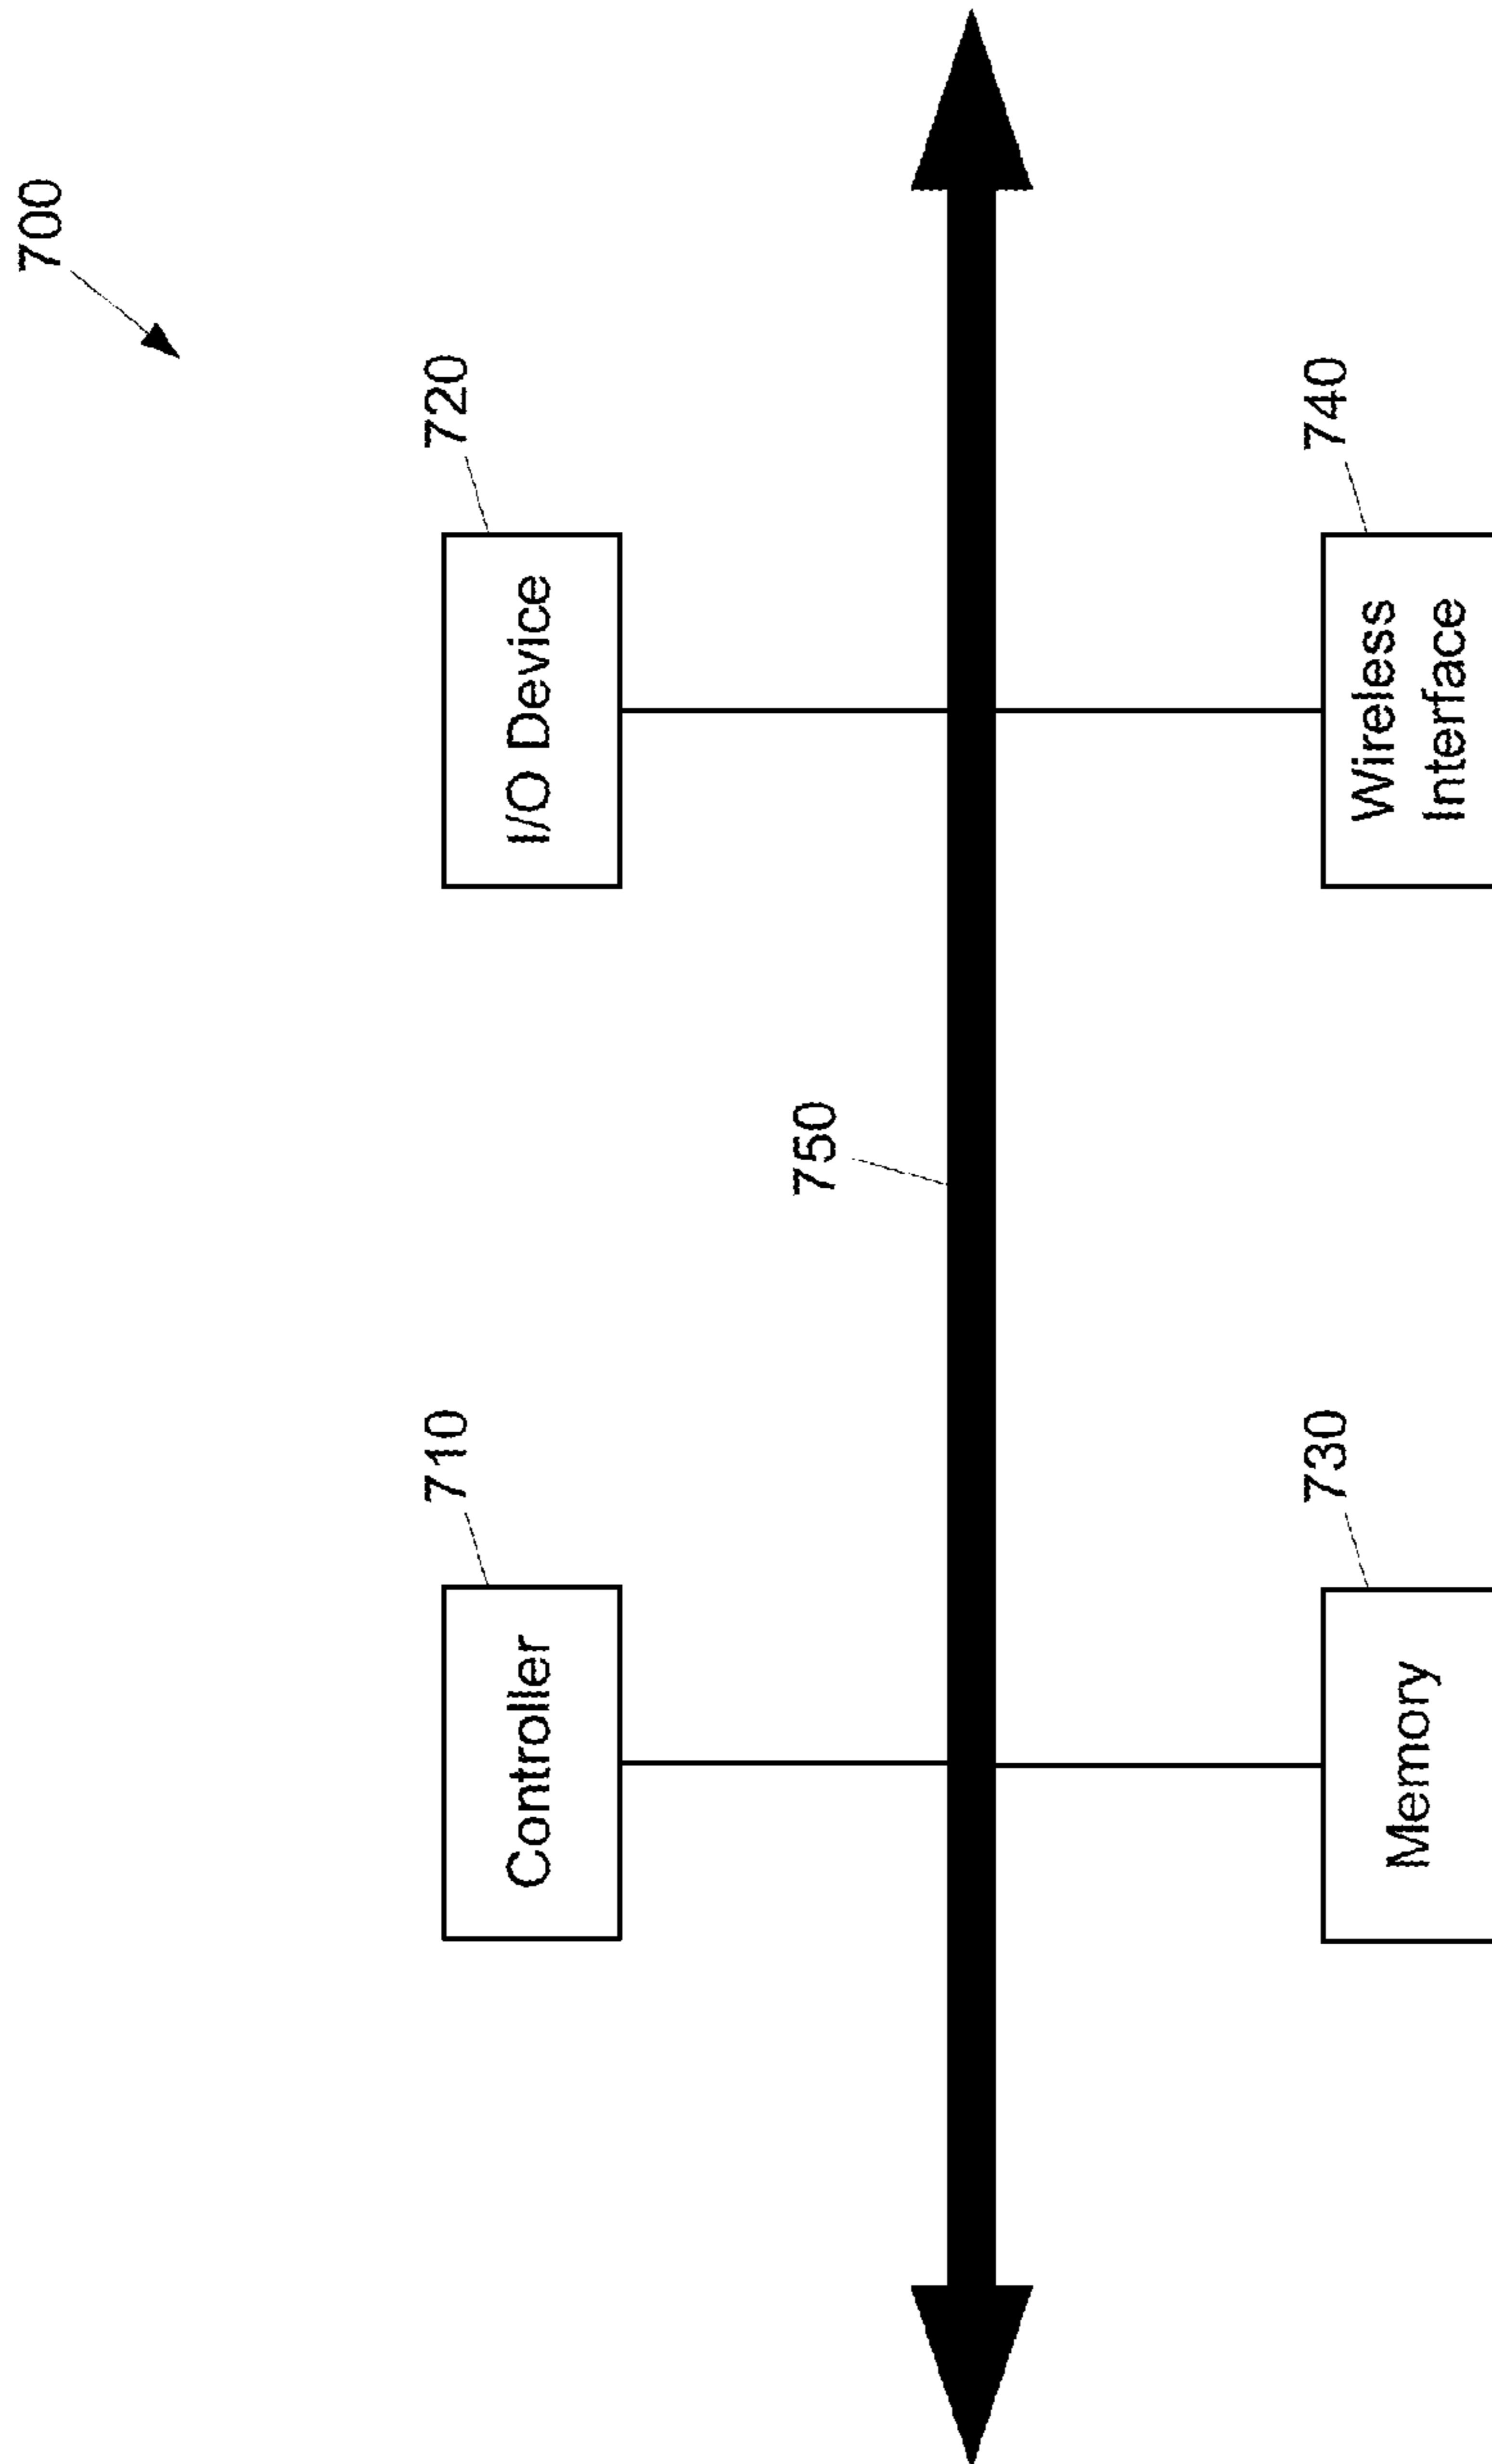 700
710
720
Controller
I/O Device
750
730
740
Memory
Wireless
Interface